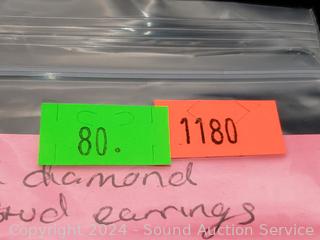 80. 1180
diamond
stud earrings
Copyright 2024 - Sound Auction Service